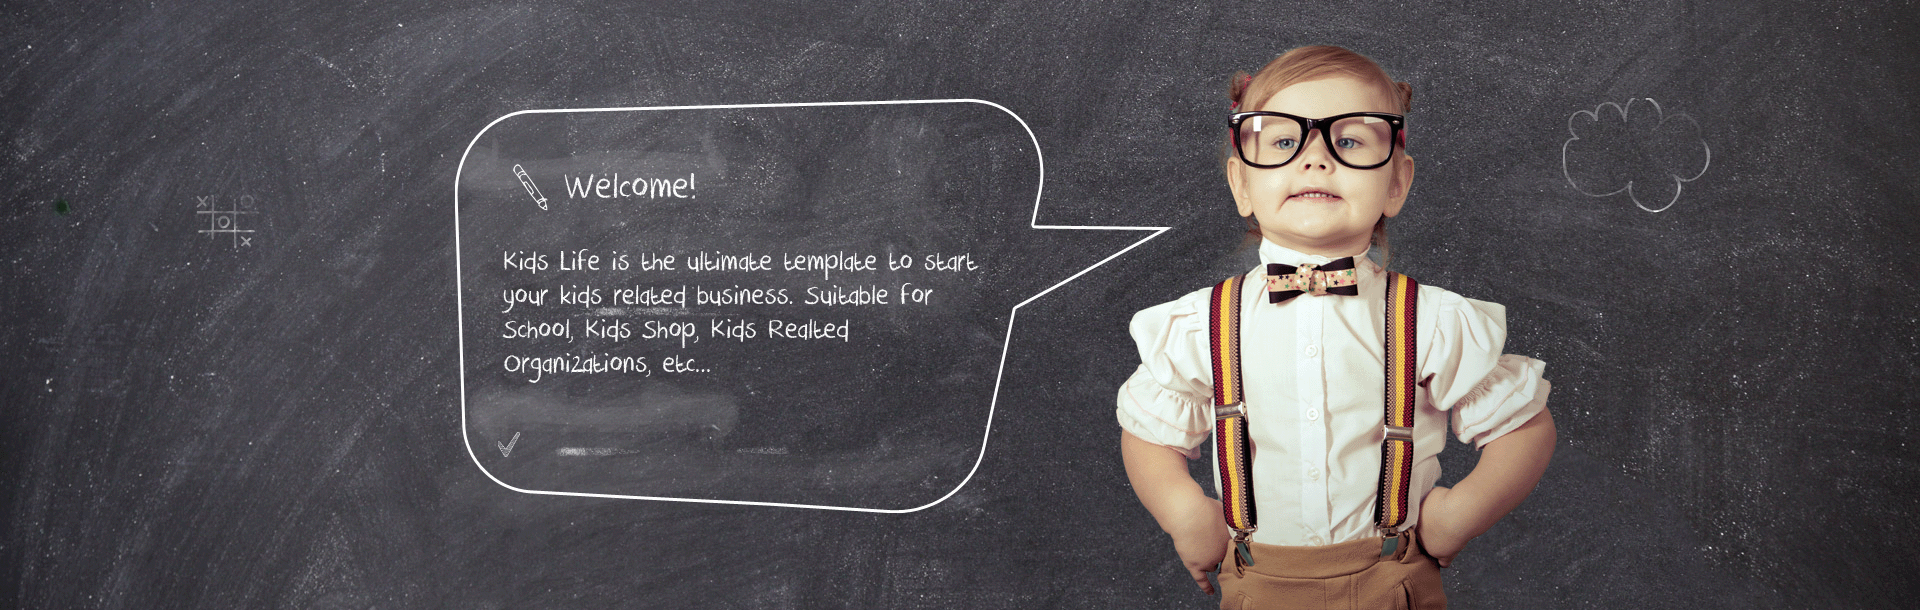 Welcome!
Kids Life is the ultimate template to start
your kids related business. Suitable for
School, Kids Shop, Kids Realted
Organizations, etc...